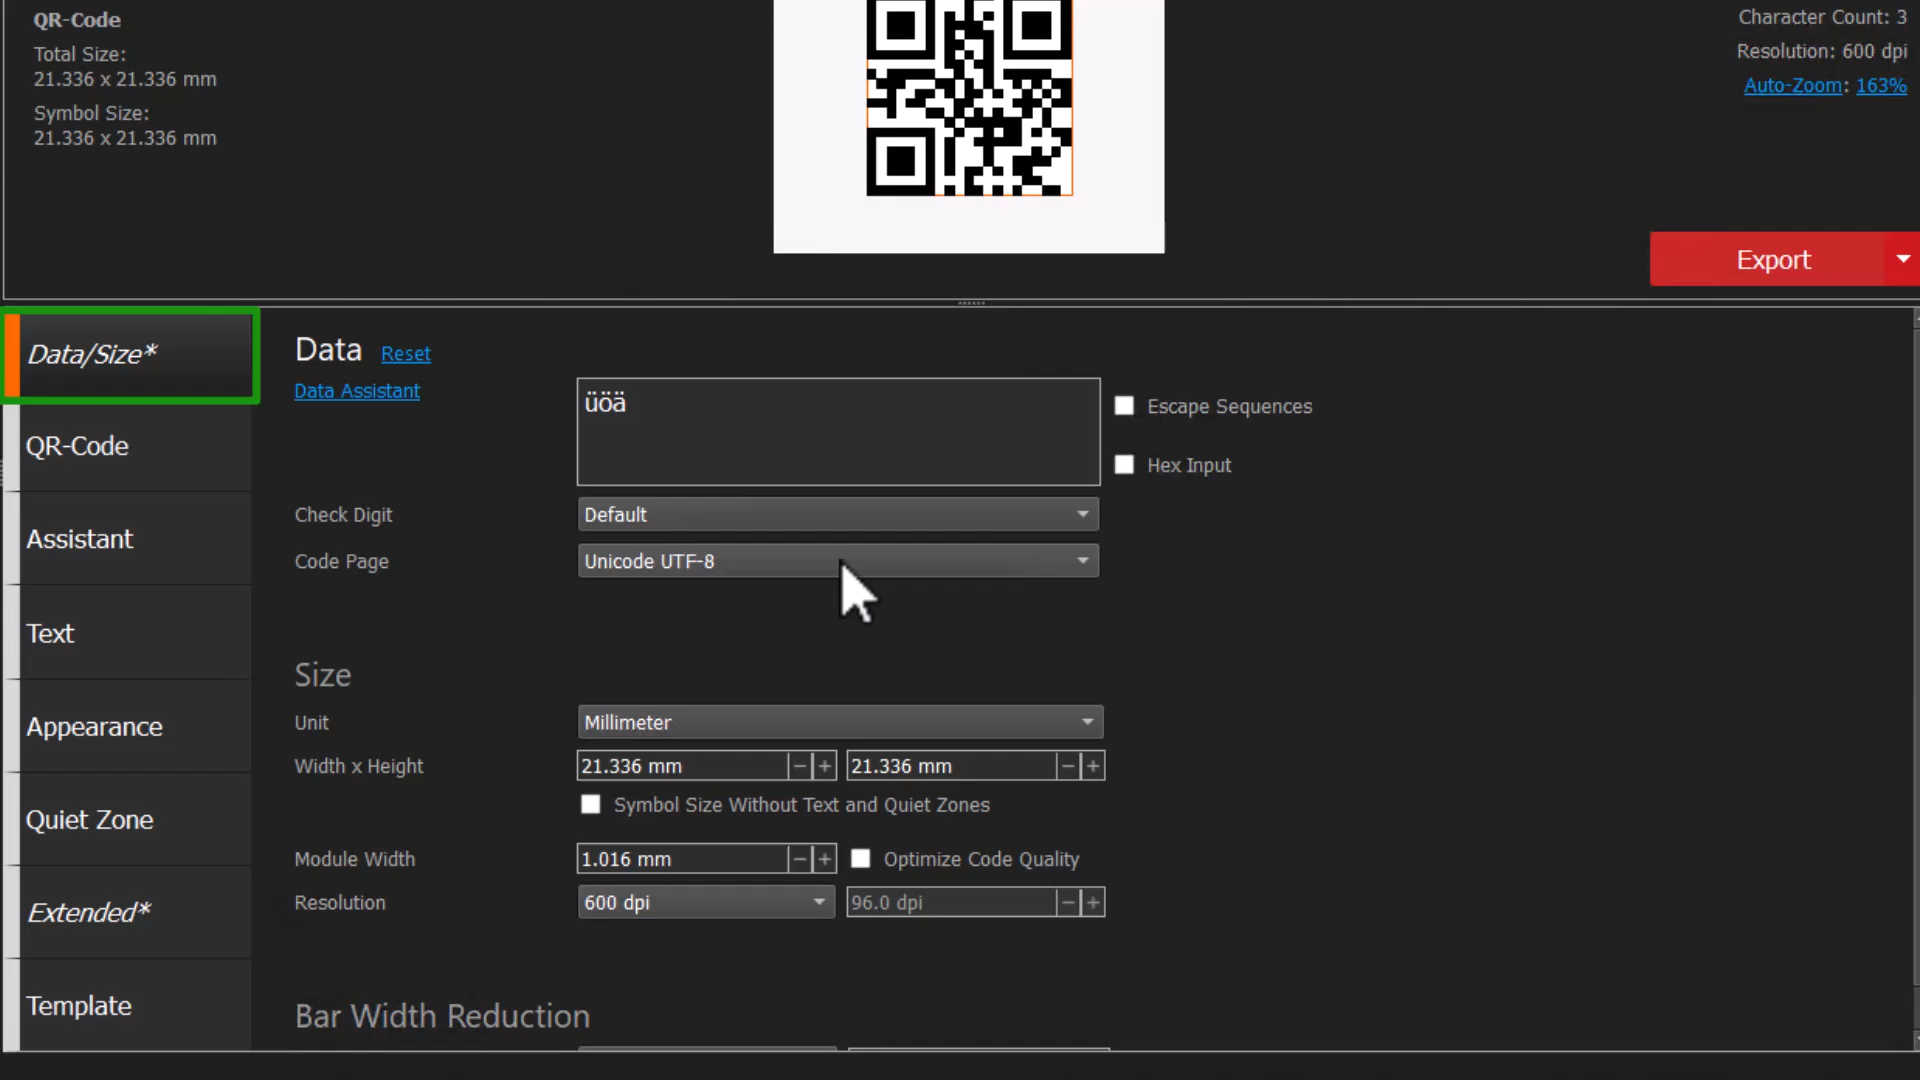 QR-Code
Total Size:
21.336 x 21.336 mm
Symbol Size:
21.336 x 21.336 mm
Character Count: 3
Resolution: 600 dpi
Auto-Zoom: 163%
Export
Data/Size*
QR-Code
Assistant
Text
Appearance
Quiet Zone
Extended*
Template
Data Reset
Data Assistant
üöä
Escape Sequences
Hex Input
Check Digit Default
Code Page Unicode UTF-8
Size
Unit Millimeter
Width x Height 21.336 mm − + 21.336 mm − +
Symbol Size Without Text and Quiet Zones
Module Width 1.016 mm − + Optimize Code Quality
Resolution 600 dpi 96.0 dpi − +
Bar Width Reduction